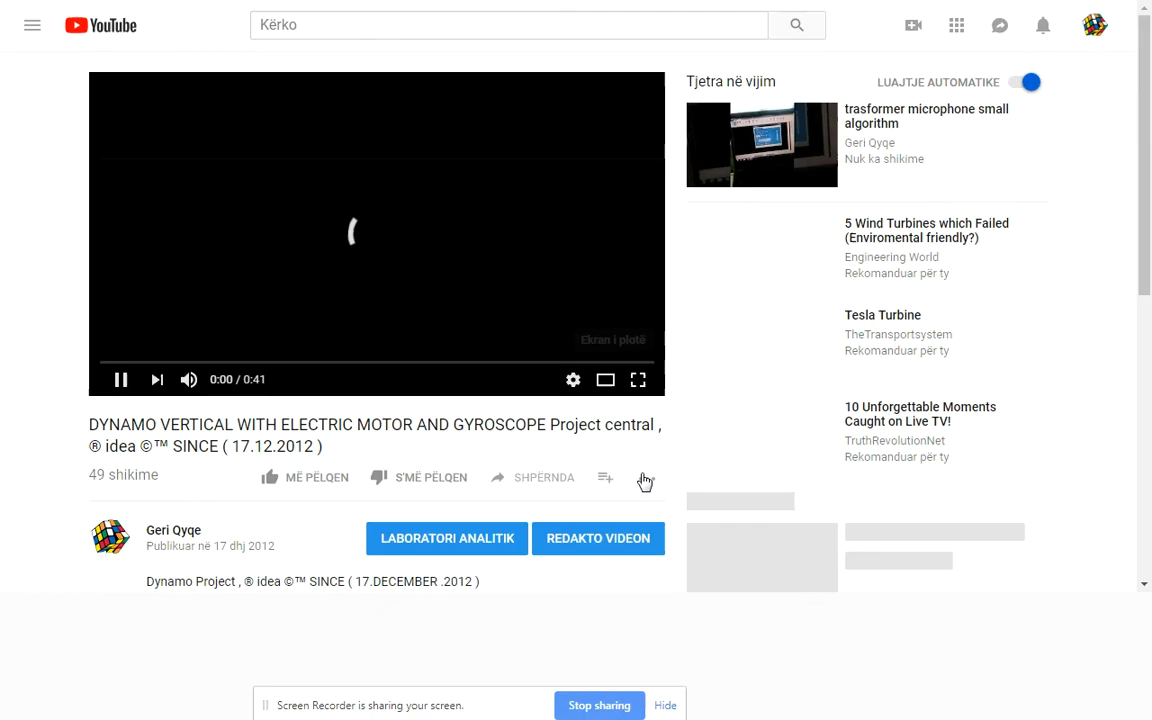 YouTube
Kërko
Tjetra në vijim
LUAJTJE AUTOMATIKE
trasformer microphone small
algorithm
Geri Qyqe
Nuk ka shikime
5 Wind Turbines which Failed
(Enviromental friendly?)
Engineering World
Rekomanduar për ty
Tesla Turbine
TheTransportsystem
Rekomanduar për ty
10 Unforgettable Moments
Caught on Live TV!
TruthRevolutionNet
Rekomanduar për ty
Ekran i plotë
0:00 / 0:41
DYNAMO VERTICAL WITH ELECTRIC MOTOR AND GYROSCOPE Project central ,
® idea ©™ SINCE ( 17.12.2012 )
49 shikime
MË PËLQEN
S'MË PËLQEN
SHPËRNDA
Geri Qyqe
Publikuar në 17 dhj 2012
LABORATORI ANALITIK
REDAKTO VIDEON
Dynamo Project , ® idea ©™ SINCE ( 17.DECEMBER .2012 )
Screen Recorder is sharing your screen.
Stop sharing
Hide